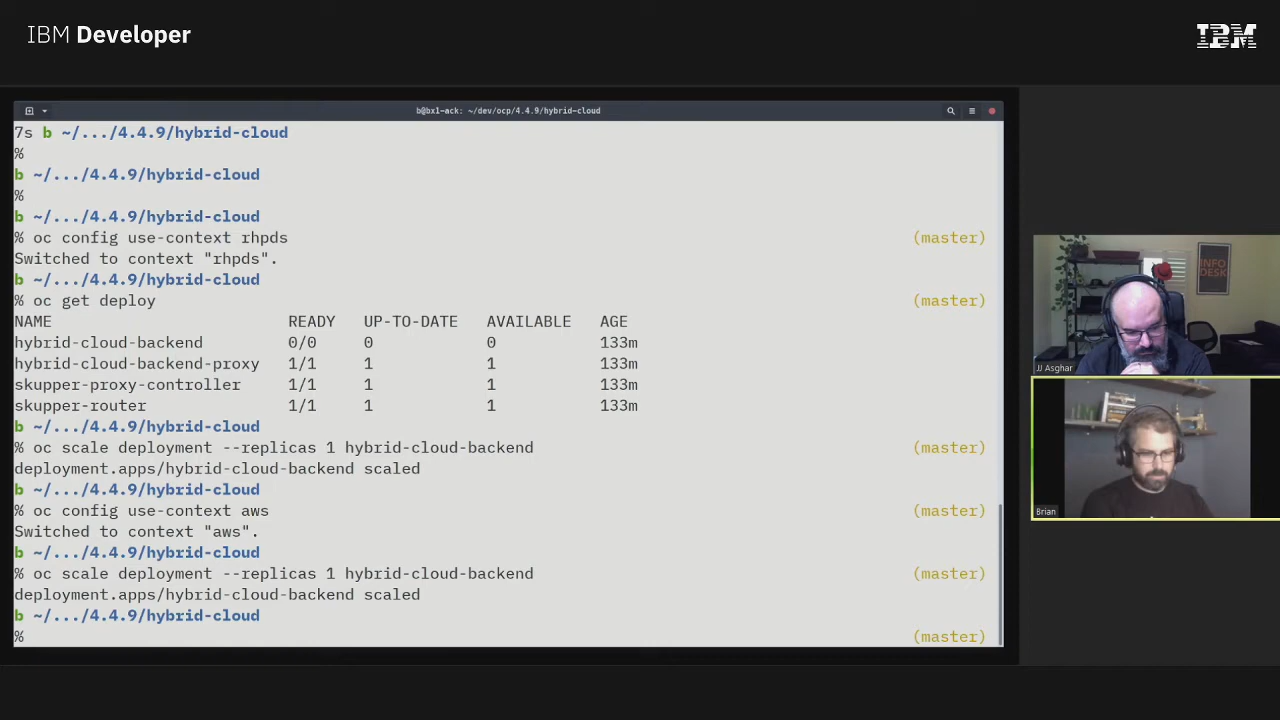 IBM Developer
IBM
b@bx1-ack: ~/dev/ocp/4.4.9/hybrid-cloud
7s b ~/.../4.4.9/hybrid-cloud
%
b ~/.../4.4.9/hybrid-cloud
%
b ~/.../4.4.9/hybrid-cloud
% oc config use-context rhpds (master)
Switched to context "rhpds".
b ~/.../4.4.9/hybrid-cloud
% oc get deploy (master)
NAME READY UP-TO-DATE AVAILABLE AGE
hybrid-cloud-backend 0/0 0 0 133m
hybrid-cloud-backend-proxy 1/1 1 1 133m
skupper-proxy-controller 1/1 1 1 133m
skupper-router 1/1 1 1 133m
b ~/.../4.4.9/hybrid-cloud
% oc scale deployment --replicas 1 hybrid-cloud-backend (master)
deployment.apps/hybrid-cloud-backend scaled
b ~/.../4.4.9/hybrid-cloud
% oc config use-context aws (master)
Switched to context "aws".
b ~/.../4.4.9/hybrid-cloud
% oc scale deployment --replicas 1 hybrid-cloud-backend (master)
deployment.apps/hybrid-cloud-backend scaled
b ~/.../4.4.9/hybrid-cloud
% (master)
INFO
DESK
JJ Asghar
Brian